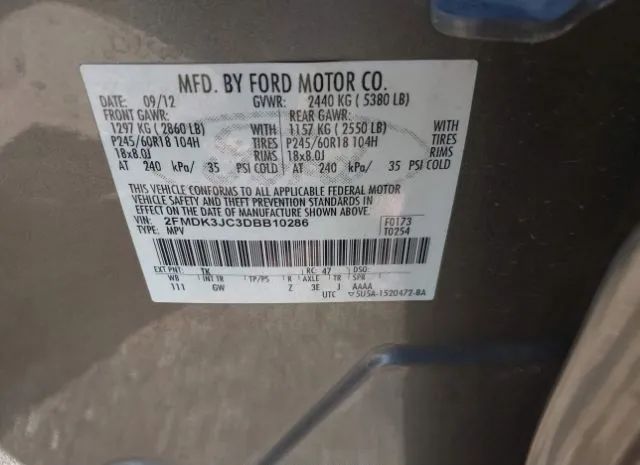 MFD. BY FORD MOTOR CO.
DATE: 09/12 GVWR: 2440 KG ( 5380 LB)
FRONT GAWR: REAR GAWR:
1297 KG ( 2860 LB) WITH 1157 KG ( 2550 LB) WITH
P245/60R18 104H TIRES P245/60R18 104H TIRES
18x8.0J RIMS 18x8.0J RIMS
AT 240 kPa/ 35 PSI COLD AT 240 kPa/ 35 PSI COLD
THIS VEHICLE CONFORMS TO ALL APPLICABLE FEDERAL MOTOR
VEHICLE SAFETY AND THEFT PREVENTION STANDARDS IN EFFECT
ON THE DATE OF MANUFACTURE SHOWN ABOVE.
VIN: 2FMDK3JC3DBB10286 F0173
TYPE: MPV T0254
EXT PNT: TK RC: 47 DSO:
WB INT TR TP/PS R AXLE TR SPR
111 GW Z 3E J AAAA
UTC ▽5U5A-1520472-BA